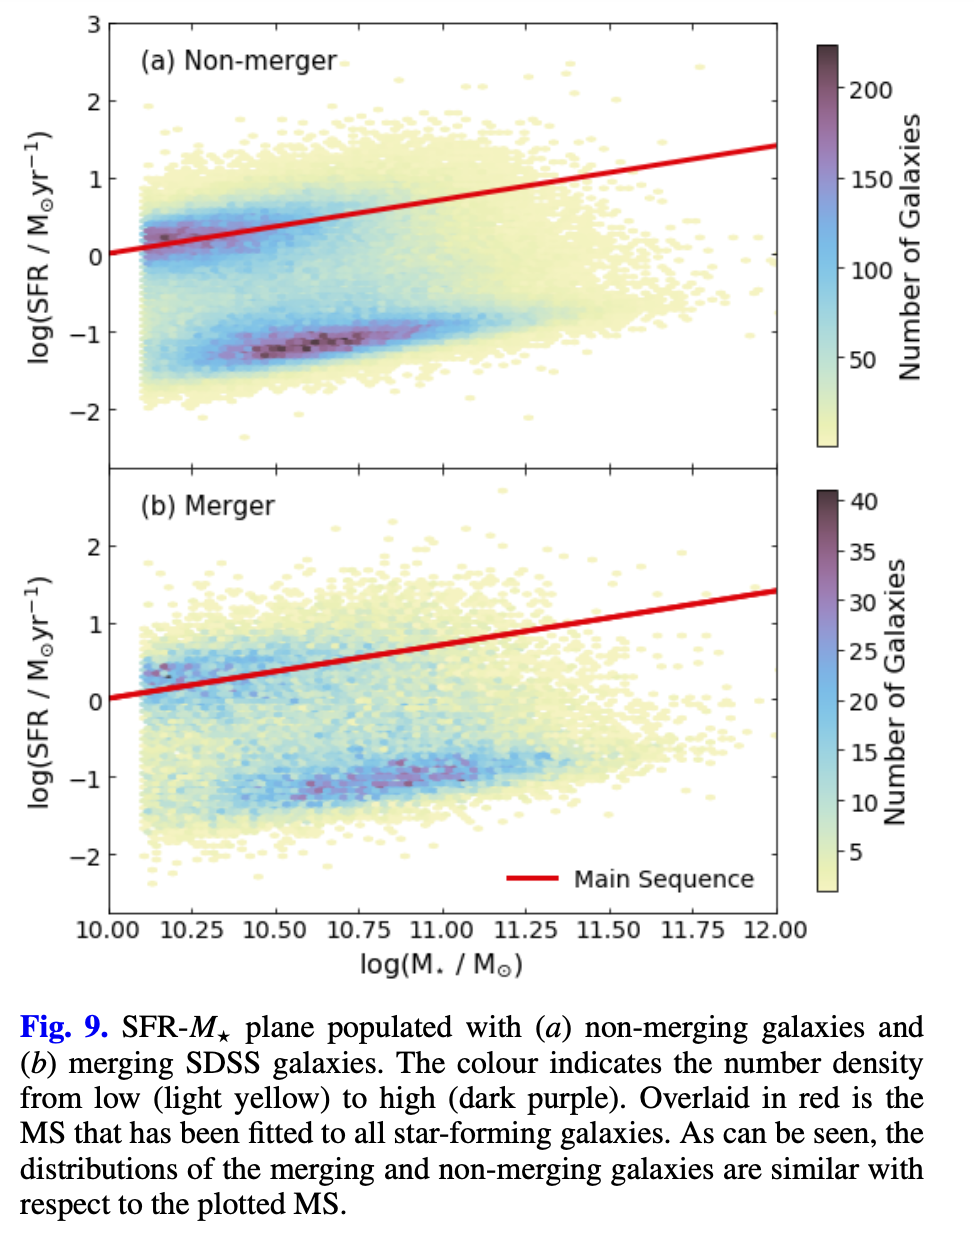 3
(a) Non-merger
2
1
0
−1
−2
log(SFR / M⊙yr⁻¹)
200
150
100
50
Number of Galaxies
(b) Merger
2
1
0
−1
−2
log(SFR / M⊙yr⁻¹)
40
35
30
25
20
15
10
5
Number of Galaxies
Main Sequence
10.00 10.25 10.50 10.75 11.00 11.25 11.50 11.75 12.00
log(M⋆ / M⊙)
Fig. 9. SFR-M⋆ plane populated with (a) non-merging galaxies and
(b) merging SDSS galaxies. The colour indicates the number density
from low (light yellow) to high (dark purple). Overlaid in red is the
MS that has been fitted to all star-forming galaxies. As can be seen, the
distributions of the merging and non-merging galaxies are similar with
respect to the plotted MS.